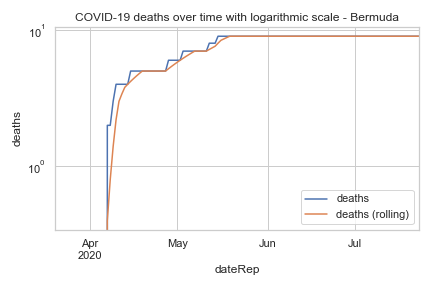 COVID-19 deaths over time with logarithmic scale - Bermuda
10¹
10⁰
deaths
deaths
deaths (rolling)
Apr
2020
May
Jun
Jul
dateRep